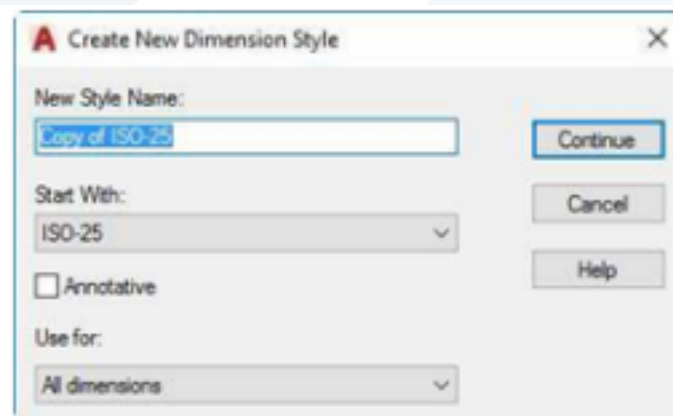 Create New Dimension Style
New Style Name:
Copy of ISO-25
Continue
Start With:
Cancel
ISO-25
Help
Annotative
Use for:
All dimensions